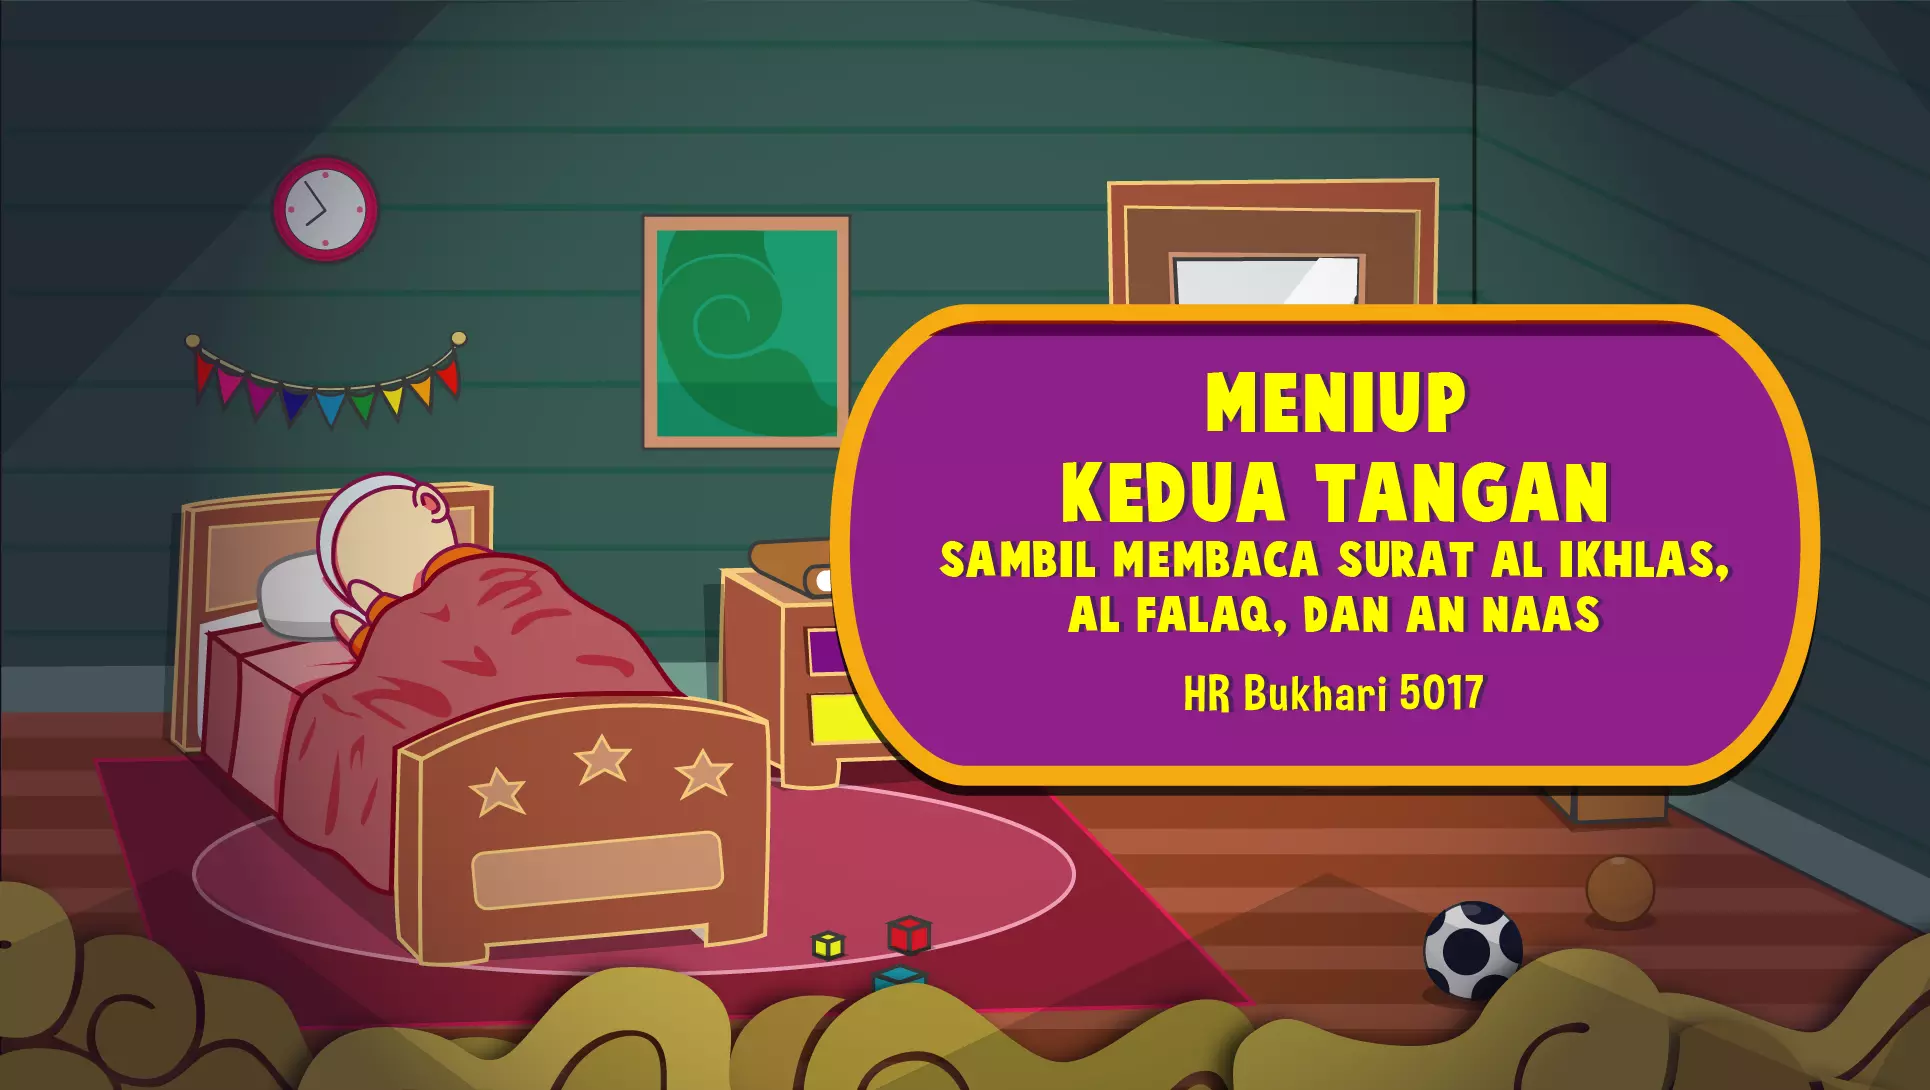 MENIUP
KEDUA TANGAN
SAMBIL MEMBACA SURAT AL IKHLAS,
AL FALAQ, DAN AN NAAS
HR Bukhari 5017